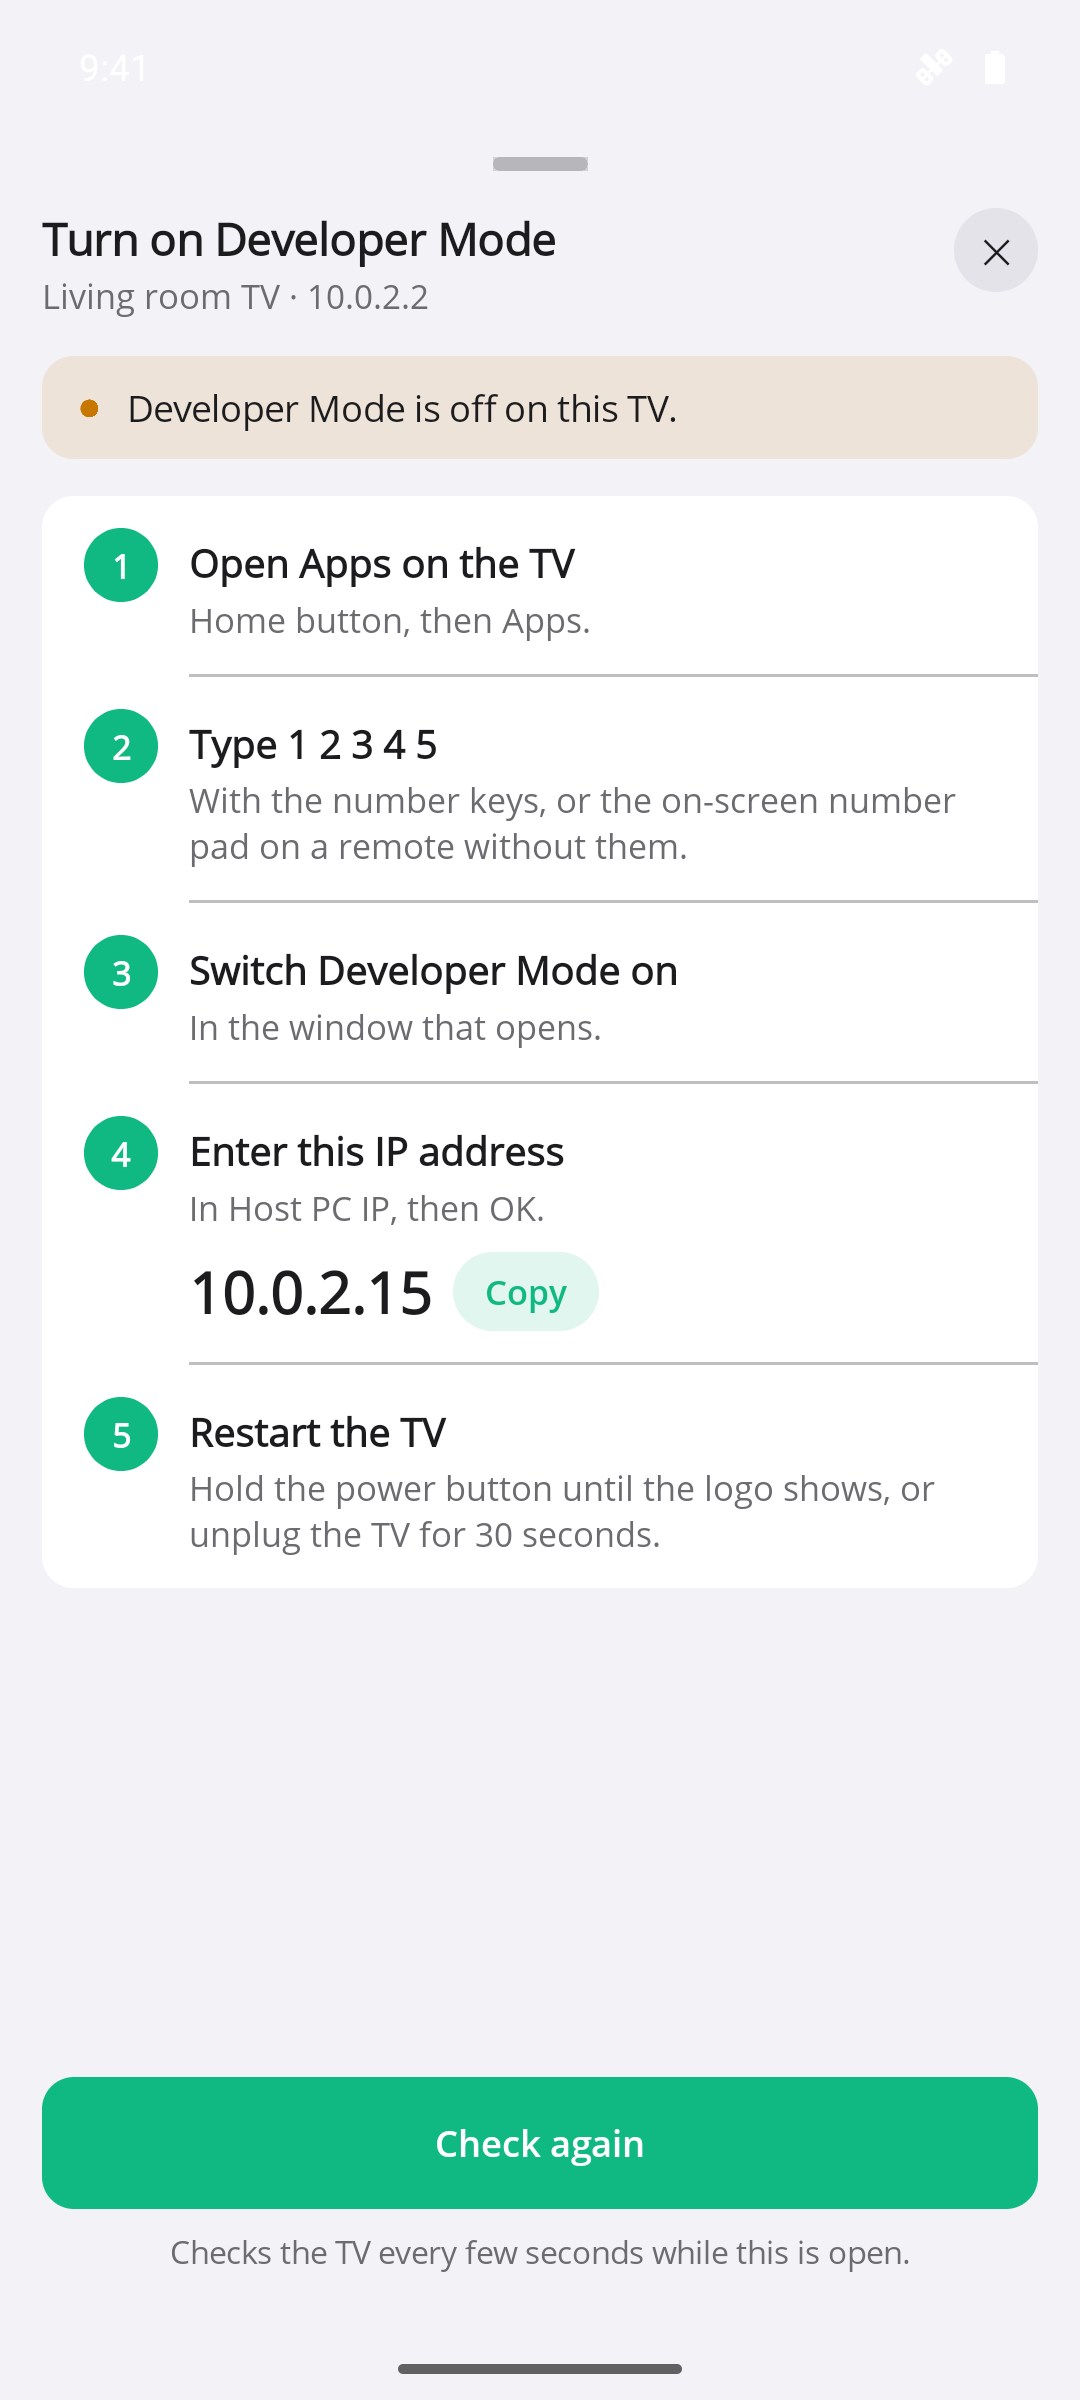 9:41
Turn on Developer Mode
Living room TV · 10.0.2.2
Developer Mode is off on this TV.
1
Open Apps on the TV
Home button, then Apps.
2
Type 1 2 3 4 5
With the number keys, or the on-screen number
pad on a remote without them.
3
Switch Developer Mode on
In the window that opens.
4
Enter this IP address
In Host PC IP, then OK.
10.0.2.15 Copy
5
Restart the TV
Hold the power button until the logo shows, or
unplug the TV for 30 seconds.
Check again
Checks the TV every few seconds while this is open.